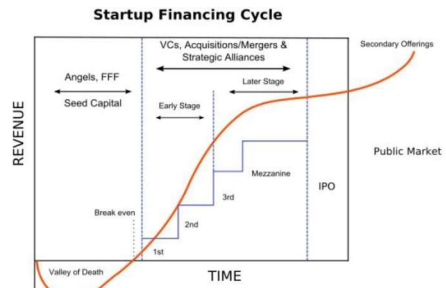 Startup Financing Cycle
VCs, Acquisitions/Mergers &
Strategic Alliances
Secondary Offerings
Angels, FFF
Seed Capital
Later Stage
Early Stage
REVENUE
Public Market
Mezzanine
IPO
3rd
Break even
2nd
1st
Valley of Death
TIME